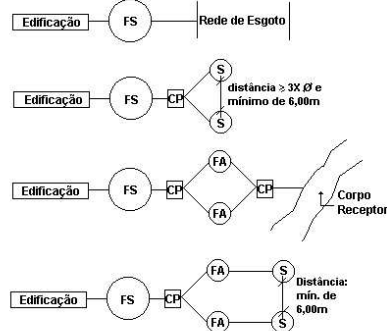 Edificação FS Rede de Esgoto
Edificação FS CP S S
distância ≥ 3X Ø e
mínimo de 6,00m
Edificação FS CP FA FA CP
Corpo
Receptor
Edificação FS CP FA FA S S
Distância:
mín. de
6,00m